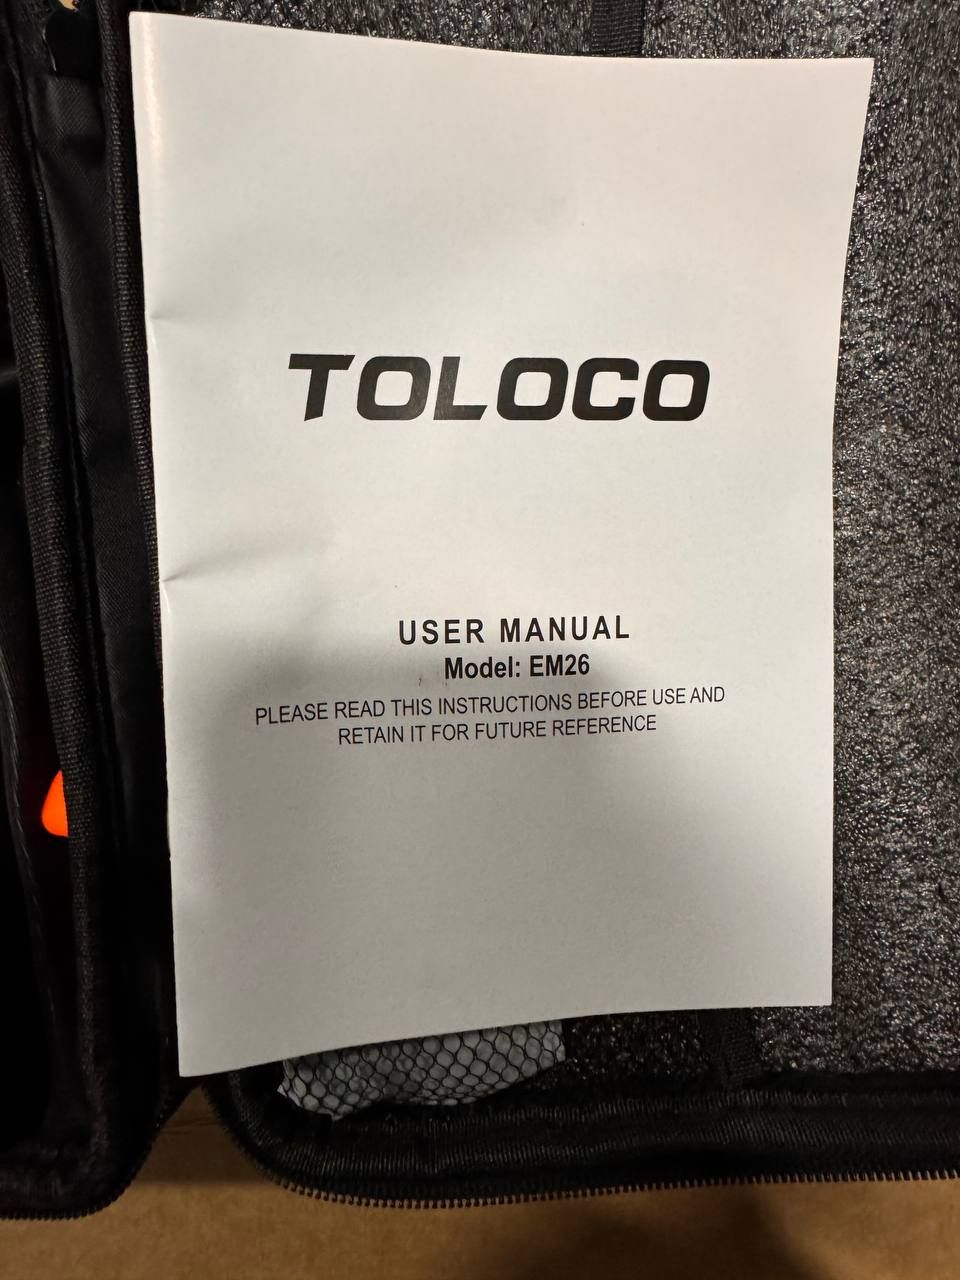 TOLOCO
USER MANUAL
Model: EM26
PLEASE READ THIS INSTRUCTIONS BEFORE USE AND
RETAIN IT FOR FUTURE REFERENCE